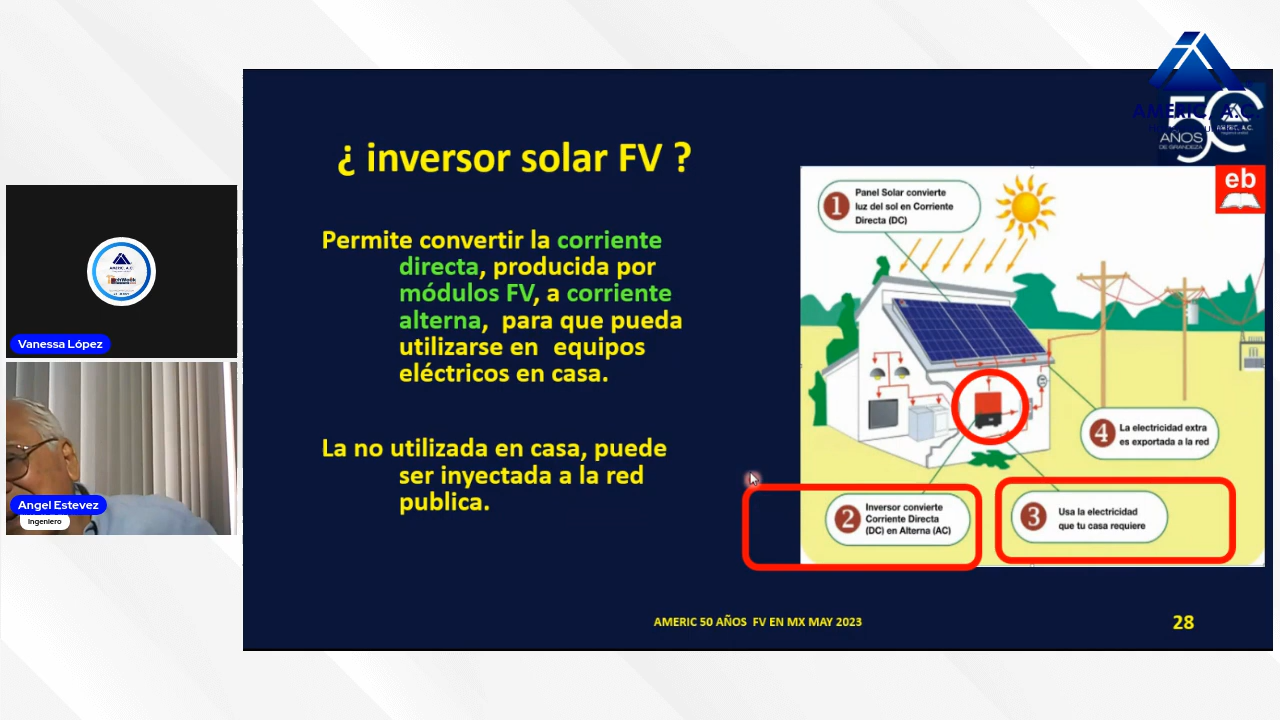 AMERIC, A.C.
50
AÑOS
AMERIC, A.C.
DE GRANDEZA
eb
¿ inversor solar FV ?
Permite convertir la corriente
directa, producida por
módulos FV, a corriente
alterna, para que pueda
utilizarse en equipos
eléctricos en casa.
La no utilizada en casa, puede
ser inyectada a la red
publica.
1
Panel Solar convierte
luz del sol en Corriente
Directa (DC)
4
La electricidad extra
es exportada a la red
2
Inversor convierte
Corriente Directa
(DC) en Alterna (AC)
3
Usa la electricidad
que tu casa requiere
AMERIC 50 AÑOS FV EN MX MAY 2023
28
AMERIC, A.C.
Vanessa López
Angel Estevez
Ingeniero